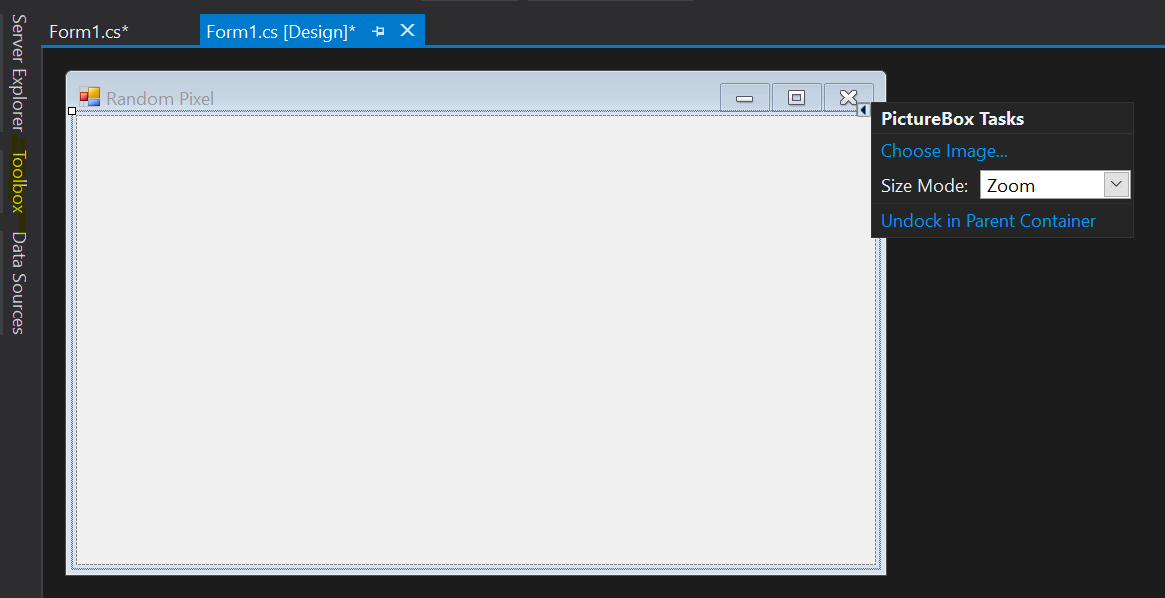 Server Explorer
Toolbox
Data Sources
Form1.cs*
Form1.cs [Design]*
Random Pixel
PictureBox Tasks
Choose Image...
Size Mode: Zoom
Undock in Parent Container